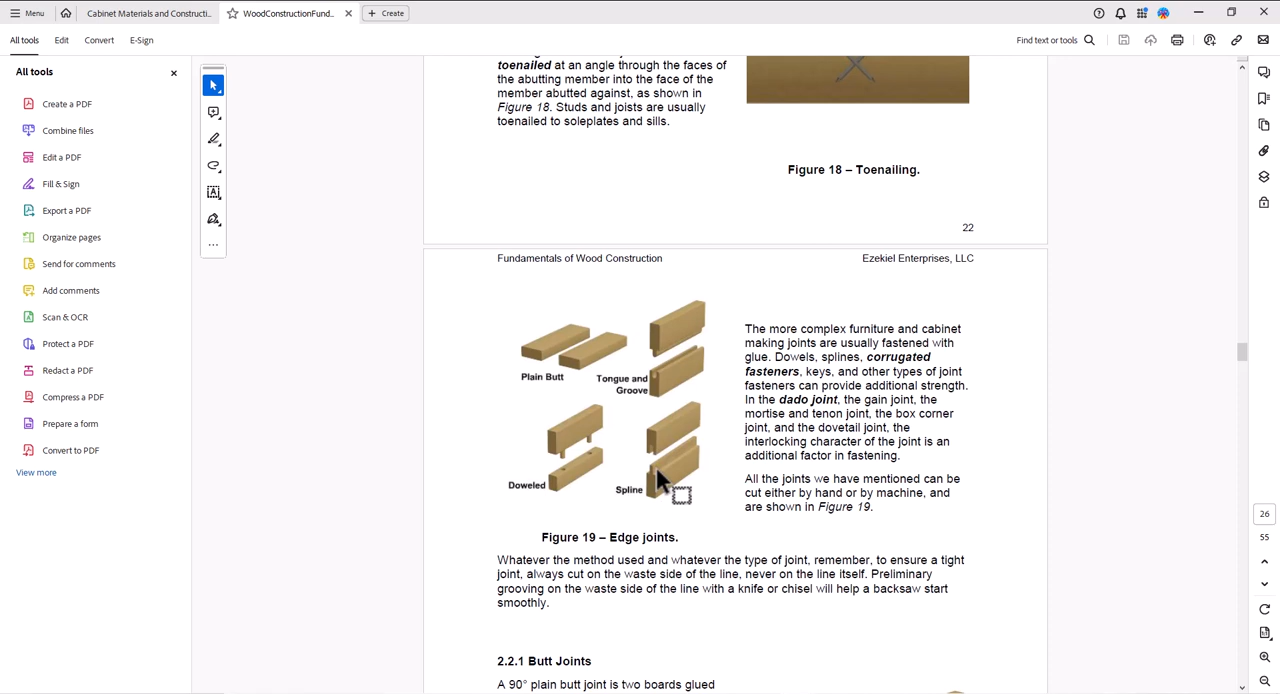 Menu
Cabinet Materials and Constructi...
WoodConstructionFund...
Create
All tools
Edit
Convert
E-Sign
Find text or tools
All tools
Create a PDF
Combine files
Edit a PDF
Fill & Sign
Export a PDF
Organize pages
Send for comments
Add comments
Scan & OCR
Protect a PDF
Redact a PDF
Compress a PDF
Prepare a form
Convert to PDF
View more
toenailed at an angle through the faces of
the abutting member into the face of the
member abutted against, as shown in
Figure 18. Studs and joists are usually
toenailed to soleplates and sills.
Figure 18 – Toenailing.
22
Fundamentals of Wood Construction
Ezekiel Enterprises, LLC
Plain Butt
Tongue and
Groove
Doweled
Spline
Figure 19 – Edge joints.
The more complex furniture and cabinet
making joints are usually fastened with
glue. Dowels, splines, corrugated
fasteners, keys, and other types of joint
fasteners can provide additional strength.
In the dado joint, the gain joint, the
mortise and tenon joint, the box corner
joint, and the dovetail joint, the
interlocking character of the joint is an
additional factor in fastening.
All the joints we have mentioned can be
cut either by hand or by machine, and
are shown in Figure 19.
Whatever the method used and whatever the type of joint, remember, to ensure a tight
joint, always cut on the waste side of the line, never on the line itself. Preliminary
grooving on the waste side of the line with a knife or chisel will help a backsaw start
smoothly.
2.2.1 Butt Joints
A 90° plain butt joint is two boards glued
26
55